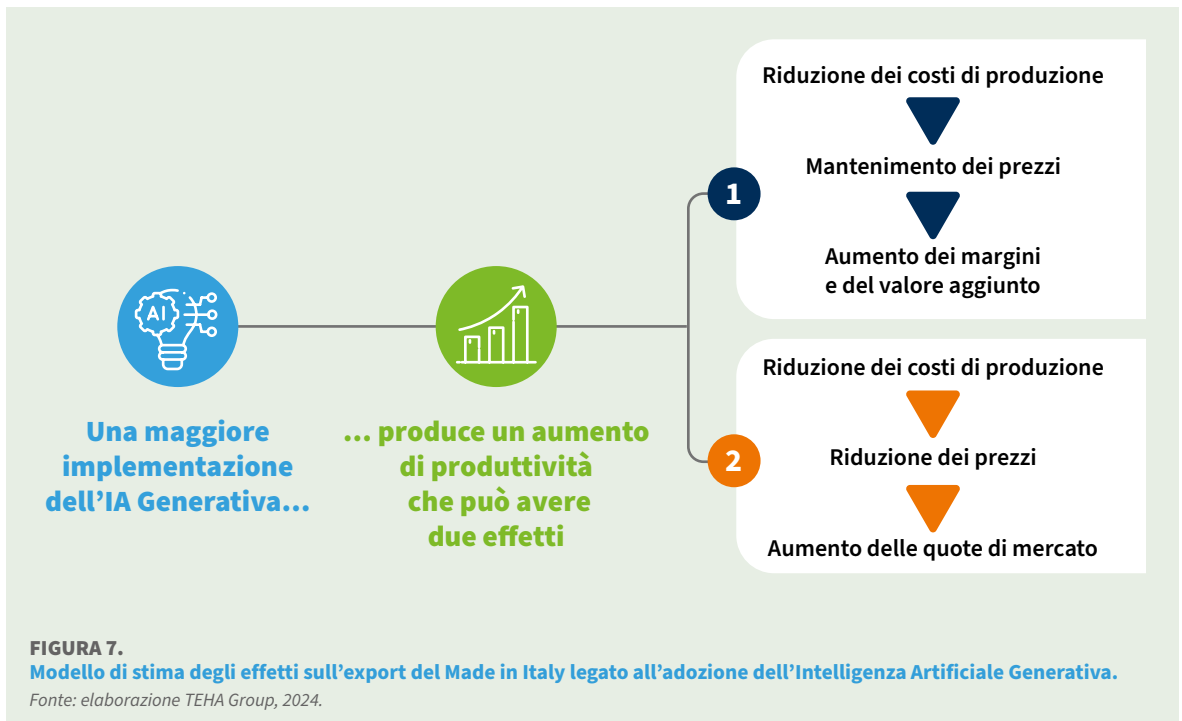 AI
Una maggiore
implementazione
dell'IA Generativa...
... produce un aumento
di produttività
che può avere
due effetti
1
Riduzione dei costi di produzione
Mantenimento dei prezzi
Aumento dei margini
e del valore aggiunto
2
Riduzione dei costi di produzione
Riduzione dei prezzi
Aumento delle quote di mercato
FIGURA 7.
Modello di stima degli effetti sull'export del Made in Italy legato all'adozione dell'Intelligenza Artificiale Generativa.
Fonte: elaborazione TEHA Group, 2024.